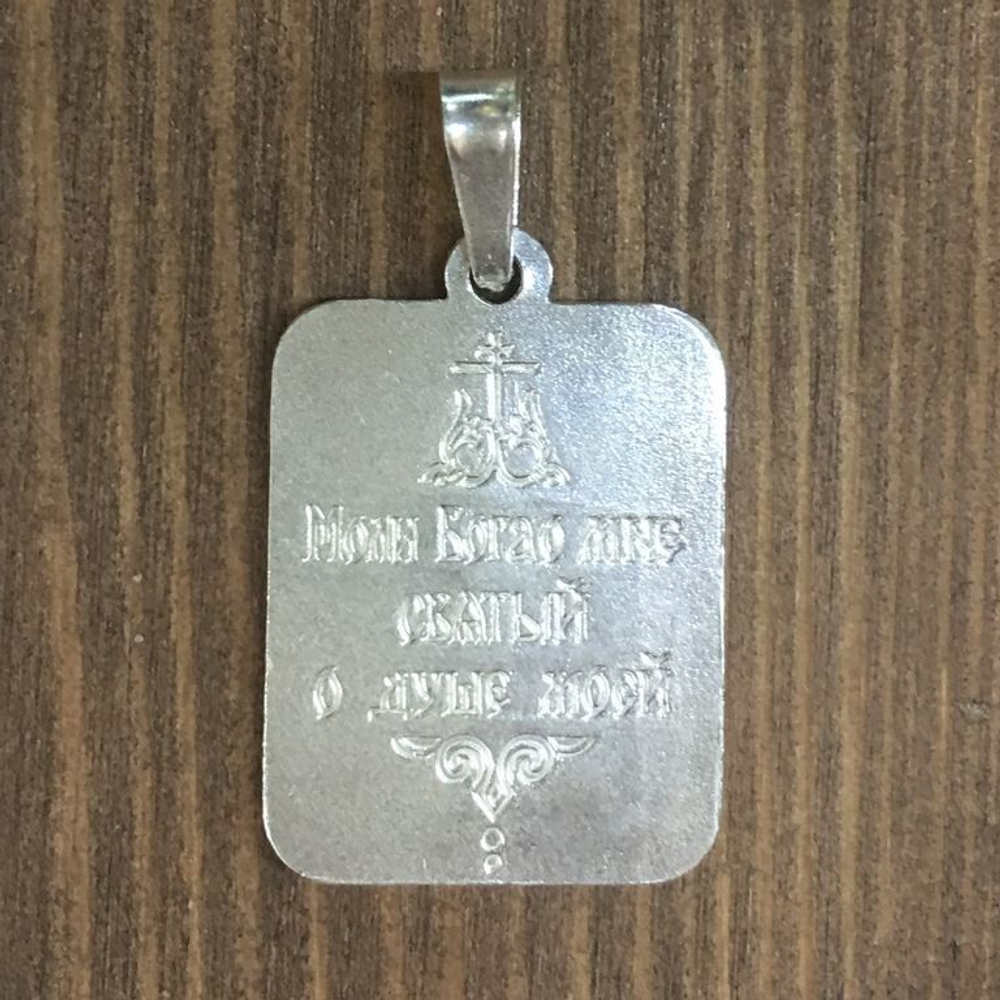 Моли Бога о мне
святый
о душе моей